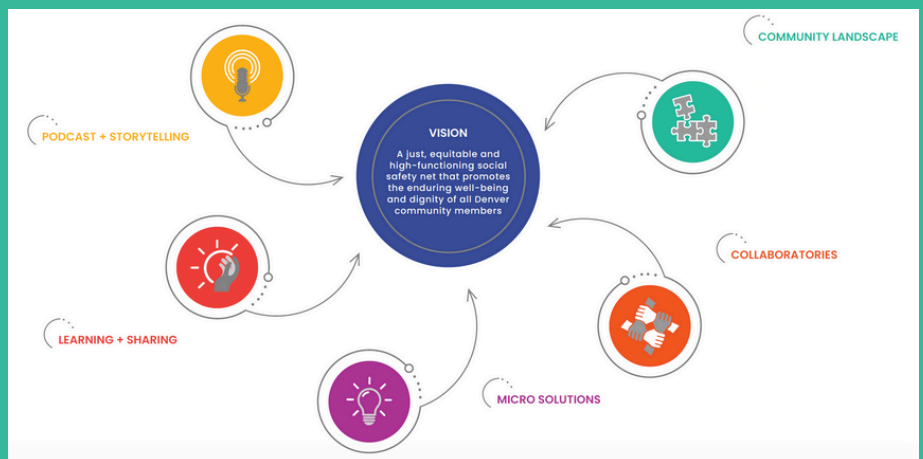 COMMUNITY LANDSCAPE
PODCAST + STORYTELLING
VISION
A just, equitable and
high-functioning social
safety net that promotes
the enduring well-being
and dignity of all Denver
community members
COLLABORATORIES
LEARNING + SHARING
MICRO SOLUTIONS